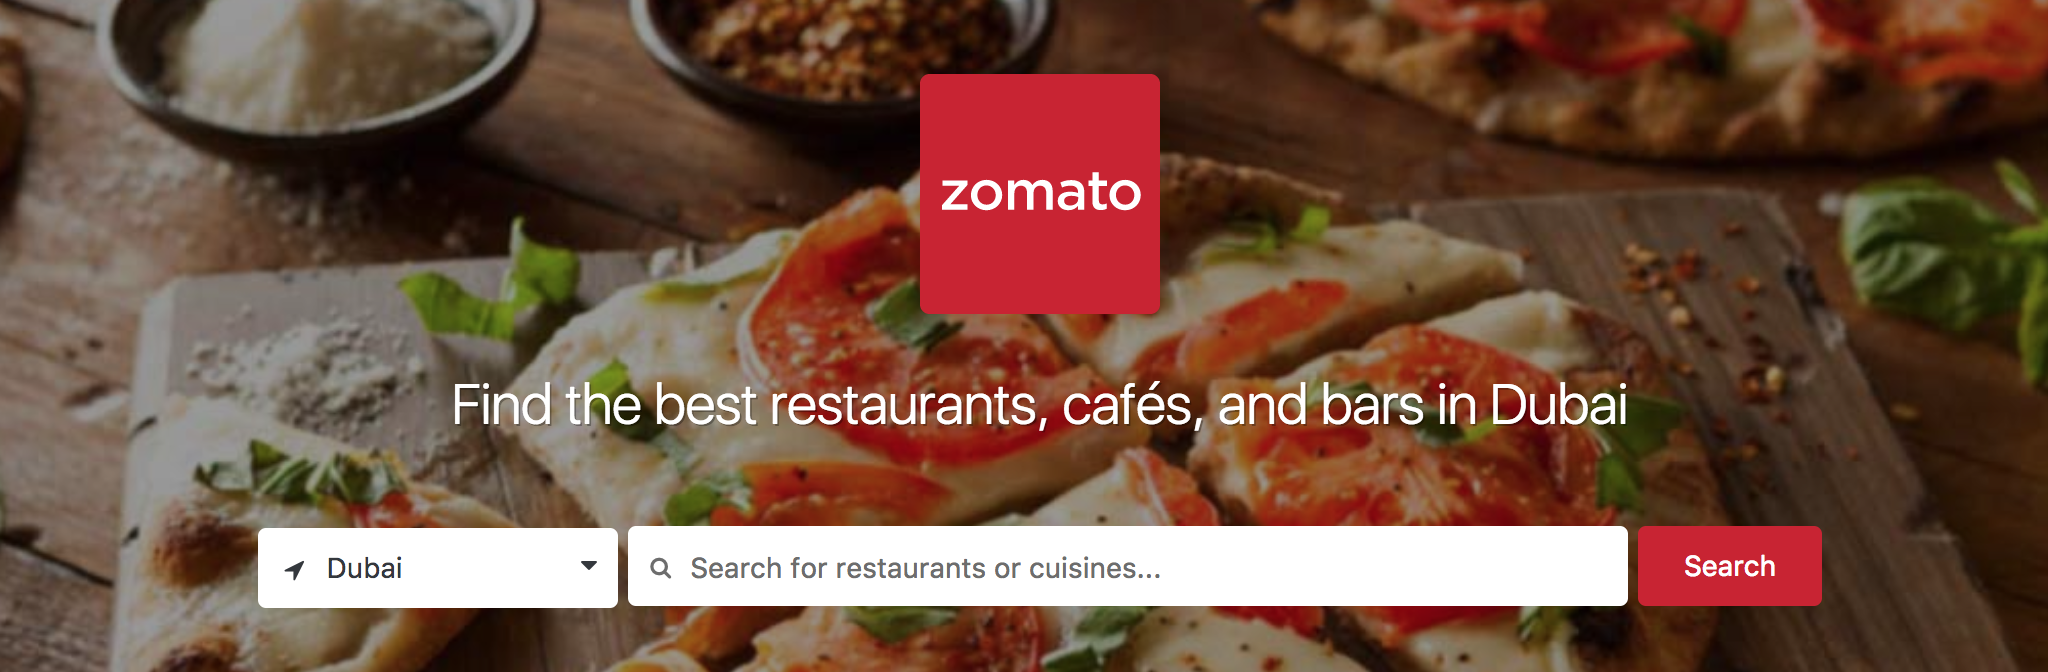 zomato
Find the best restaurants, cafés, and bars in Dubai
Dubai
Search for restaurants or cuisines...
Search